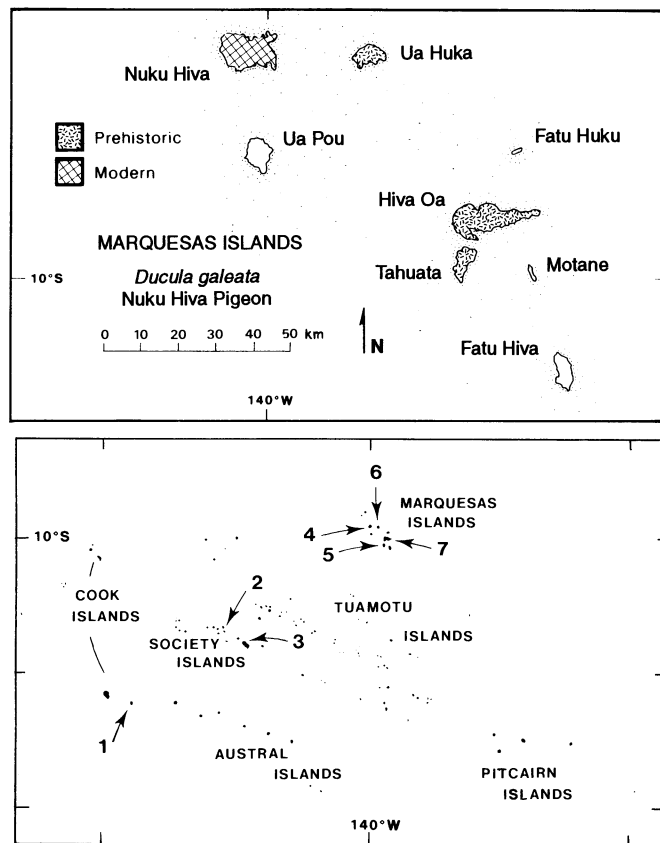 Nuku Hiva
Ua Huka
Prehistoric
Modern
Ua Pou
Fatu Huku
Hiva Oa
MARQUESAS ISLANDS
Ducula galeata
Nuku Hiva Pigeon
10°S
Tahuata
Motane
0 10 20 30 40 50 km
N
Fatu Hiva
140°W
6
MARQUESAS
ISLANDS
4
10°S
5
7
2
COOK
ISLANDS
TUAMOTU
ISLANDS
SOCIETY
ISLANDS
3
1
AUSTRAL
ISLANDS
PITCAIRN
ISLANDS
140°W